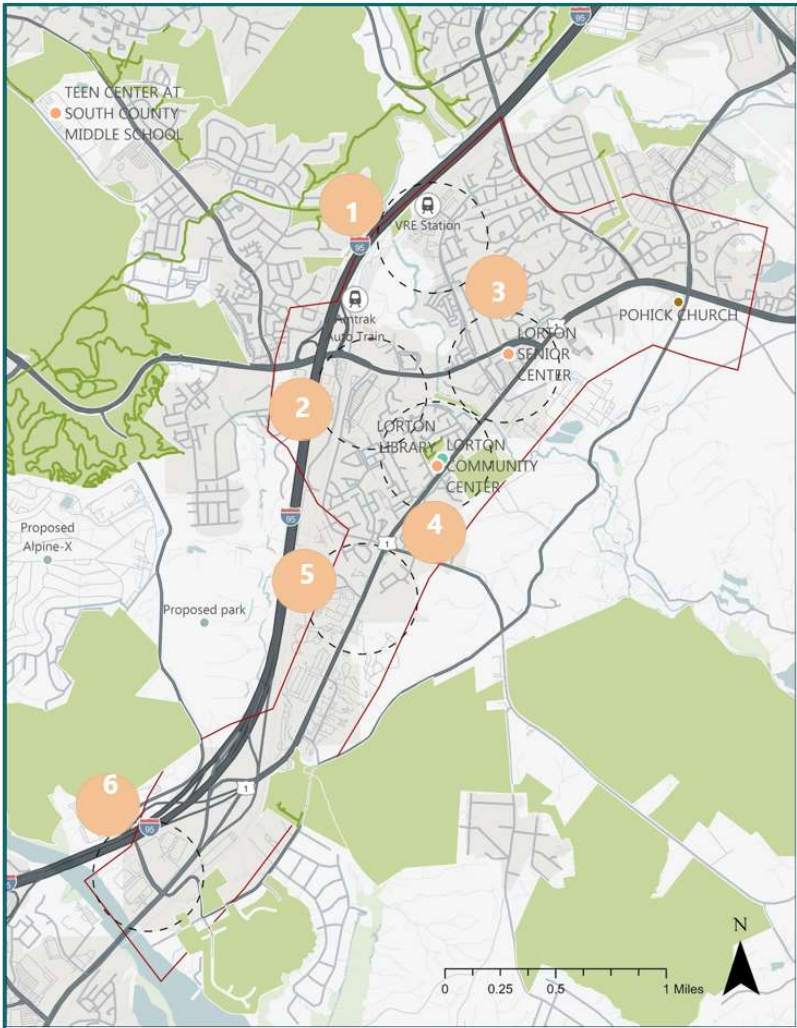 95
TEEN CENTER AT
SOUTH COUNTY
MIDDLE SCHOOL
1
VRE Station
95
3
Amtrak
Auto Train
POHICK CHURCH
LORTON
SENIOR
CENTER
2
LORTON
LIBRARY
LORTON
COMMUNITY
CENTER
95
Proposed
Alpine-X
4
1
5
Proposed park
6
1
95
N
0 0.25 0.5 1 Miles